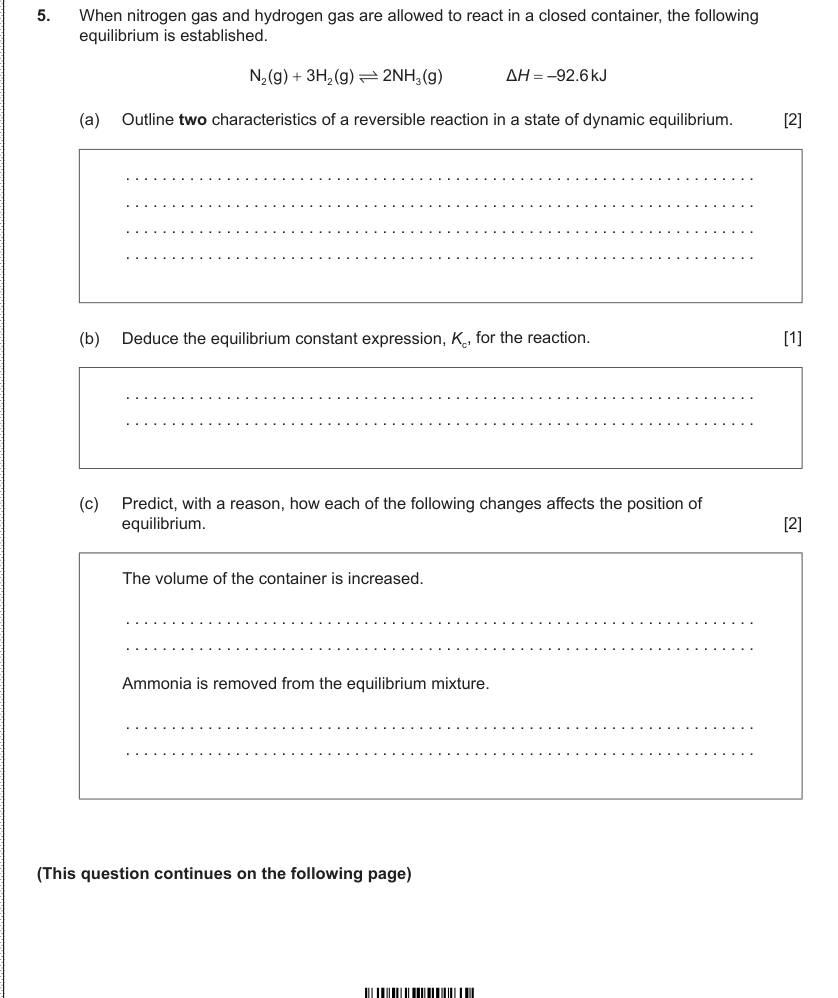 5. When nitrogen gas and hydrogen gas are allowed to react in a closed container, the following
equilibrium is established.
N₂(g) + 3H₂(g) ⇌ 2NH₃(g) ΔH = –92.6 kJ
(a) Outline two characteristics of a reversible reaction in a state of dynamic equilibrium. [2]
(b) Deduce the equilibrium constant expression, Kc, for the reaction. [1]
(c) Predict, with a reason, how each of the following changes affects the position of
equilibrium. [2]
The volume of the container is increased.
Ammonia is removed from the equilibrium mixture.
(This question continues on the following page)